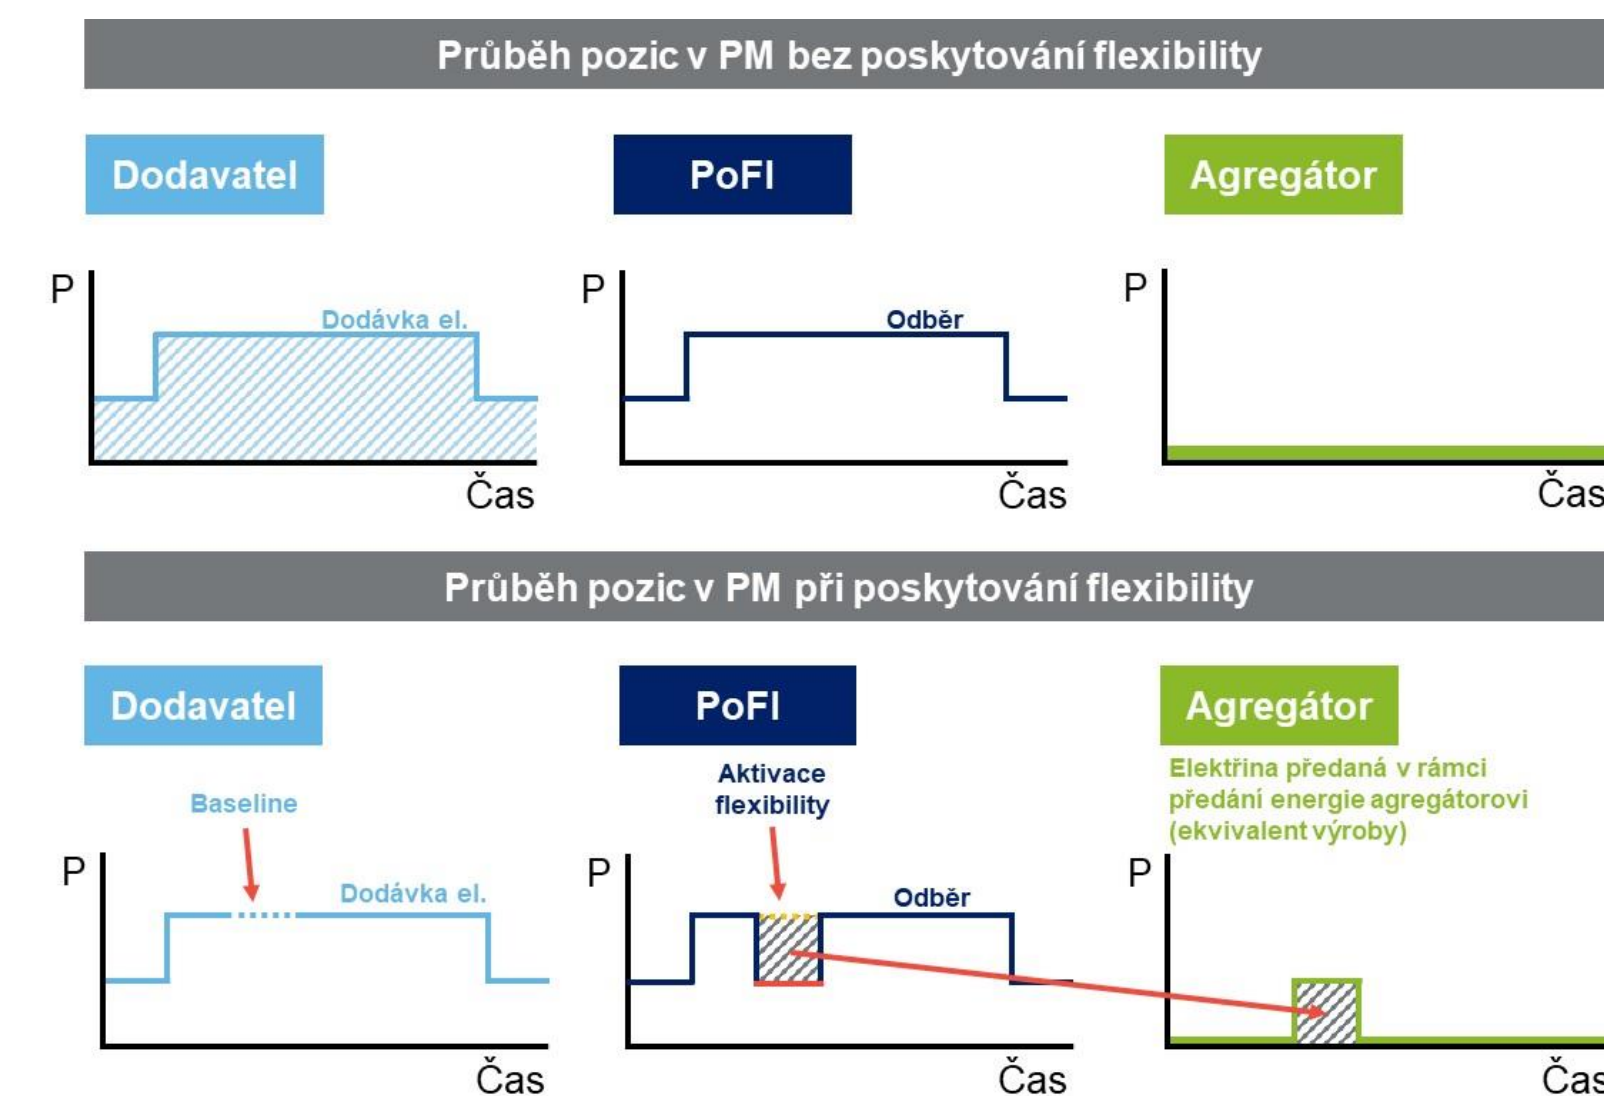 Průběh pozic v PM bez poskytování flexibility
Dodavatel
PoFl
Agregátor
P
Dodávka el.
Čas
P
Odběr
Čas
P
Čas
Průběh pozic v PM při poskytování flexibility
Dodavatel
PoFl
Agregátor
Baseline
P
Dodávka el.
Čas
Aktivace
flexibility
P
Odběr
Čas
Elektřina předaná v rámci
předání energie agregátorovi
(ekvivalent výroby)
P
Čas